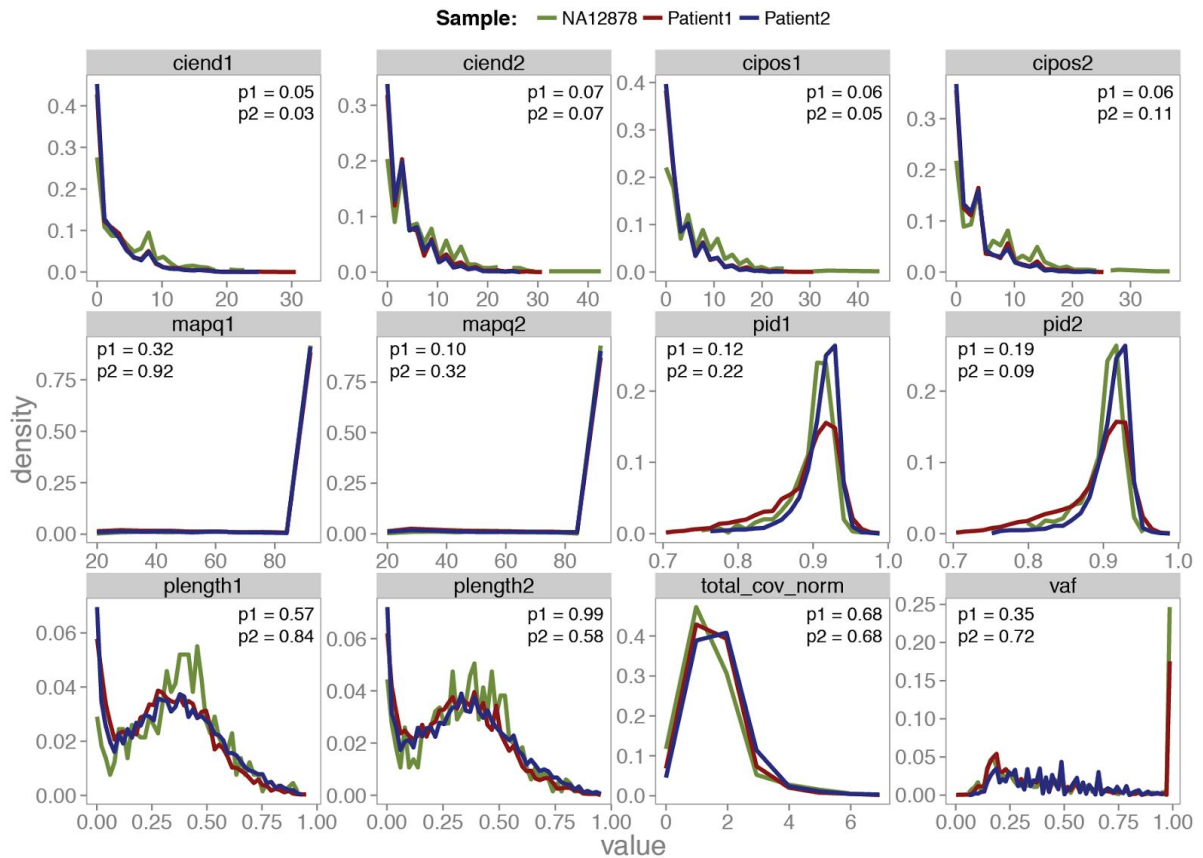 Sample: NA12878 Patient1 Patient2
ciend1 ciend2 cipos1 cipos2
p1 = 0.05 p1 = 0.07 p1 = 0.06 p1 = 0.06
p2 = 0.03 p2 = 0.07 p2 = 0.05 p2 = 0.11
0.4 0.3 0.2 0.1 0.0
0 10 20 30
0.3 0.2 0.1 0.0
0 10 20 30 40
0.4 0.3 0.2 0.1 0.0
0 10 20 30 40
0.3 0.2 0.1 0.0
0 10 20 30
mapq1 mapq2 pid1 pid2
p1 = 0.32 p1 = 0.10 p1 = 0.12 p1 = 0.19
p2 = 0.92 p2 = 0.32 p2 = 0.22 p2 = 0.09
density
0.75 0.50 0.25 0.00
20 40 60 80
0.75 0.50 0.25 0.00
20 40 60 80
0.2 0.1 0.0
0.7 0.8 0.9 1.0
0.2 0.1 0.0
0.7 0.8 0.9 1.0
plength1 plength2 total_cov_norm vaf
p1 = 0.57 p1 = 0.99 p1 = 0.68 p1 = 0.35
p2 = 0.84 p2 = 0.58 p2 = 0.68 p2 = 0.72
0.06 0.04 0.02 0.00
0.00 0.25 0.50 0.75 1.00
0.06 0.04 0.02 0.00
0.00 0.25 0.50 0.75 1.00
0.4 0.3 0.2 0.1 0.0
0 2 4 6
0.25 0.20 0.15 0.10 0.05 0.00
0.00 0.25 0.50 0.75 1.00
value